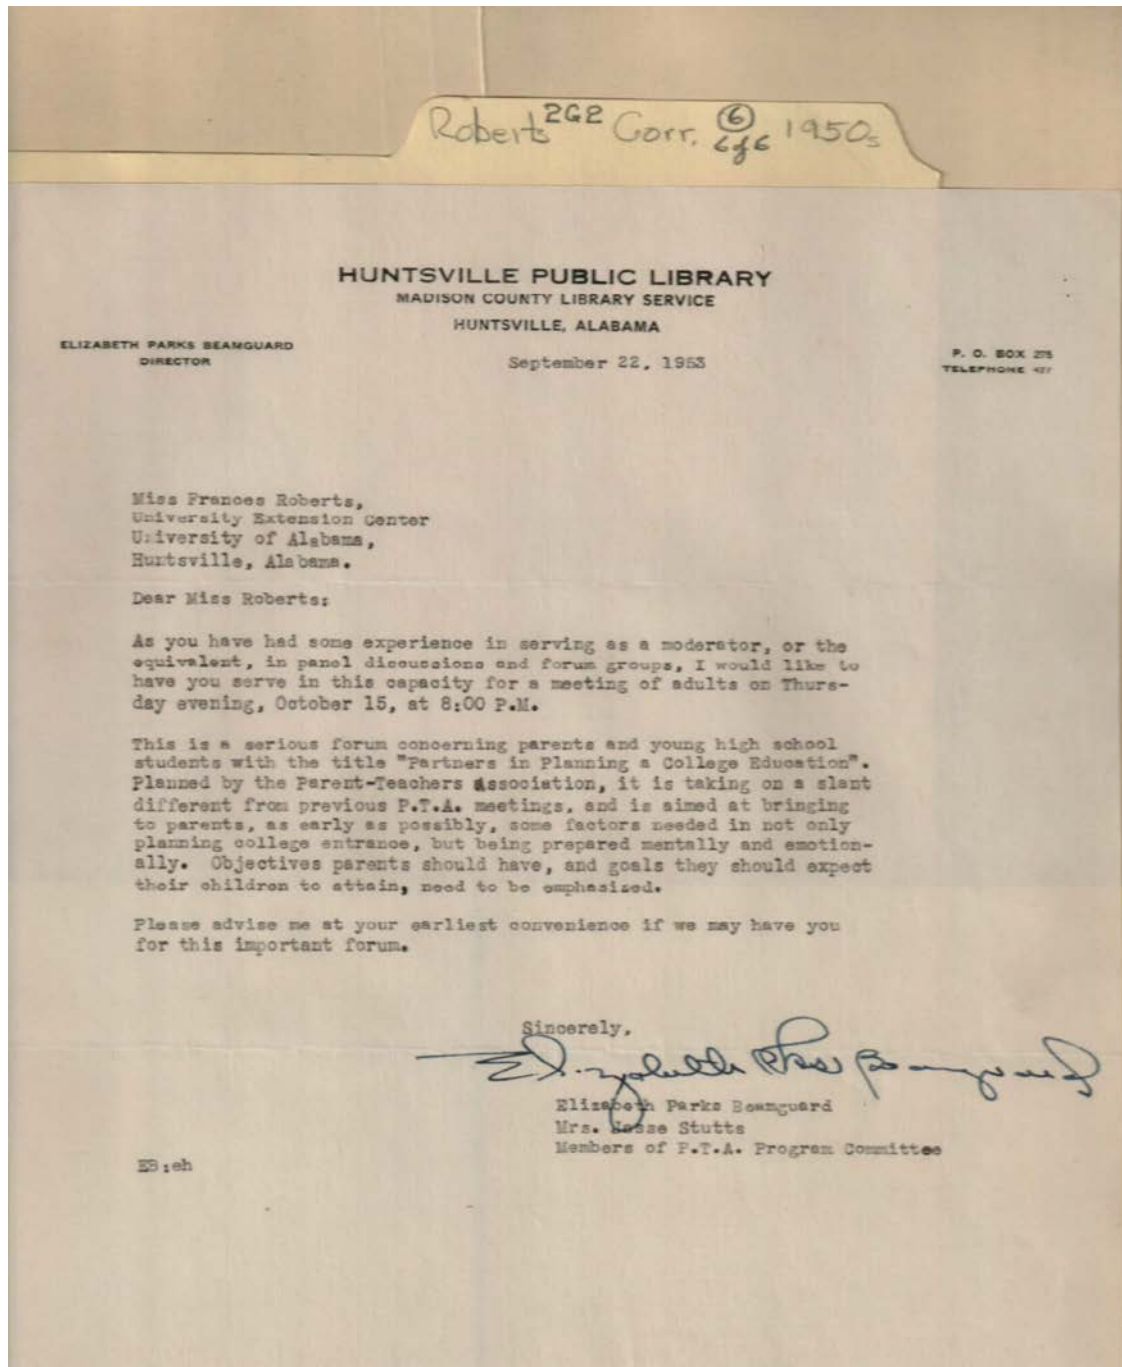 Roberts 2G2 Corr. 6 6 of 6 1950s
HUNTSVILLE PUBLIC LIBRARY
MADISON COUNTY LIBRARY SERVICE
HUNTSVILLE, ALABAMA
ELIZABETH PARKS BEAMGUARD
DIRECTOR
September 22, 1953
P. O. BOX 275
TELEPHONE 427
Miss Frances Roberts,
University Extension Center
University of Alabama,
Huntsville, Alabama.
Dear Miss Roberts:
As you have had some experience in serving as a moderator, or the
equivalent, in panel discussions and forum groups, I would like to
have you serve in this capacity for a meeting of adults on Thurs-
day evening, October 15, at 8:00 P.M.
This is a serious forum concerning parents and young high school
students with the title "Partners in Planning a College Education".
Planned by the Parent-Teachers Association, it is taking on a slant
different from previous P.T.A. meetings, and is aimed at bringing
to parents, as early as possibly, some factors needed in not only
planning college entrance, but being prepared mentally and emotion-
ally. Objectives parents should have, and goals they should expect
their children to attain, need to be emphasized.
Please advise me at your earliest convenience if we may have you
for this important forum.
Sincerely,
Elizabeth Parks Beamguard
Elizabeth Parks Beamguard
Mrs. Jesse Stutts
Members of P.T.A. Program Committee
EB:eh